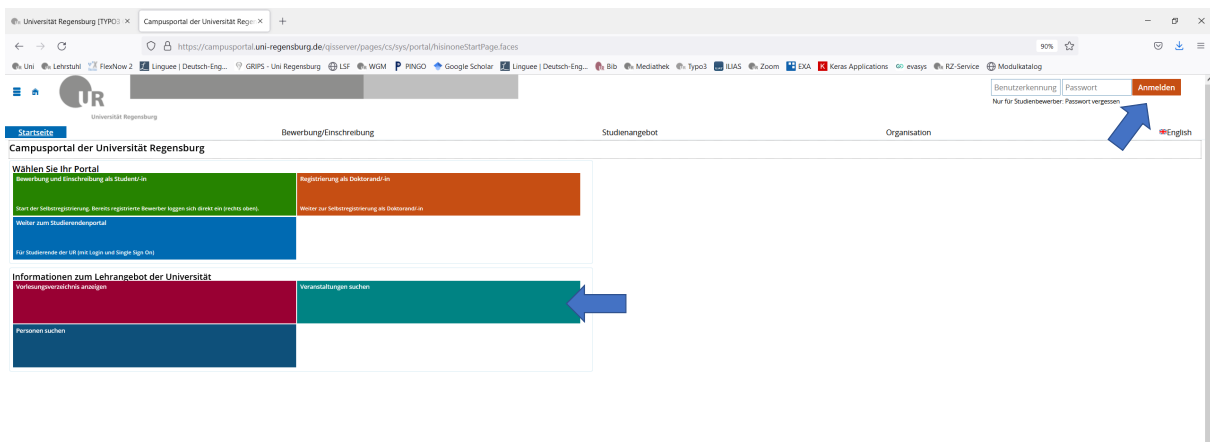 Universität Regensburg [TYPO3 ×
Campusportal der Universität Reger ×
https://campusportal.uni-regensburg.de/qisserver/pages/cs/sys/portal/hisinoneStartPage.faces
90%
Uni Lehrstuhl FlexNow 2 Linguee | Deutsch-Eng... GRIPS - Uni Regensburg LSF WGM PINGO Google Scholar Linguee | Deutsch-Eng... Bib Mediathek Typo3 ILIAS Zoom EXA Keras Applications evasys RZ-Service Modulkatalog
UR
Universität Regensburg
Benutzerkennung Passwort Anmelden
Nur für Studienbewerber: Passwort vergessen
Startseite Bewerbung/Einschreibung Studienangebot Organisation English
Campusportal der Universität Regensburg
Wählen Sie Ihr Portal
Bewerbung und Einschreibung als Student/-in
Start der Selbstregistrierung. Bereits registrierte Bewerber loggen sich direkt ein (rechts oben).
Registrierung als Doktorand/-in
Weiter zur Selbstregistrierung als Doktorand/-in
Weiter zum Studierendenportal
Für Studierende der UR (mit Login und Single Sign On)
Informationen zum Lehrangebot der Universität
Vorlesungsverzeichnis anzeigen
Veranstaltungen suchen
Personen suchen